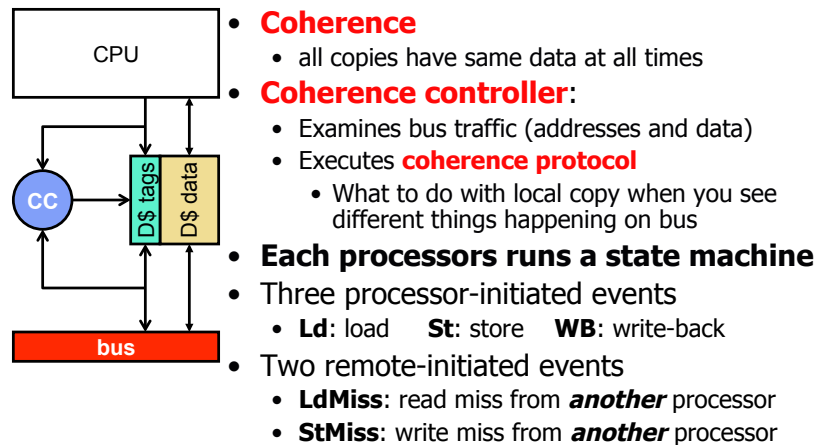 CPU
CC
D$ tags
D$ data
bus
• Coherence
• all copies have same data at all times
• Coherence controller:
• Examines bus traffic (addresses and data)
• Executes coherence protocol
• What to do with local copy when you see
different things happening on bus
• Each processors runs a state machine
• Three processor-initiated events
• Ld: load St: store WB: write-back
• Two remote-initiated events
• LdMiss: read miss from another processor
• StMiss: write miss from another processor